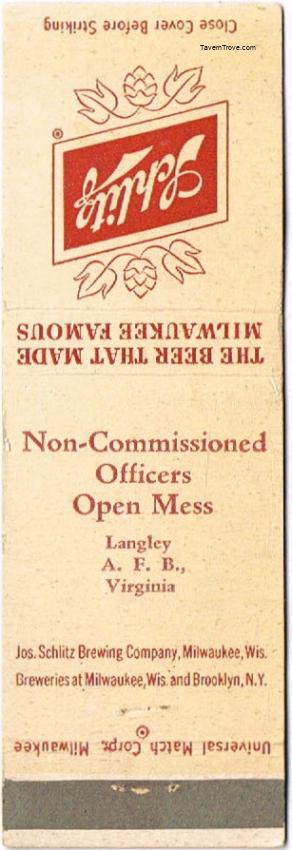 Close Cover Before Striking
TavernTrove.com
Schlitz
®
THE BEER THAT MADE
MILWAUKEE FAMOUS
Non-Commissioned
Officers
Open Mess
Langley
A. F. B.,
Virginia
Jos. Schlitz Brewing Company, Milwaukee, Wis.
Breweries at Milwaukee, Wis. and Brooklyn, N.Y.
Universal Match Corp., Milwaukee